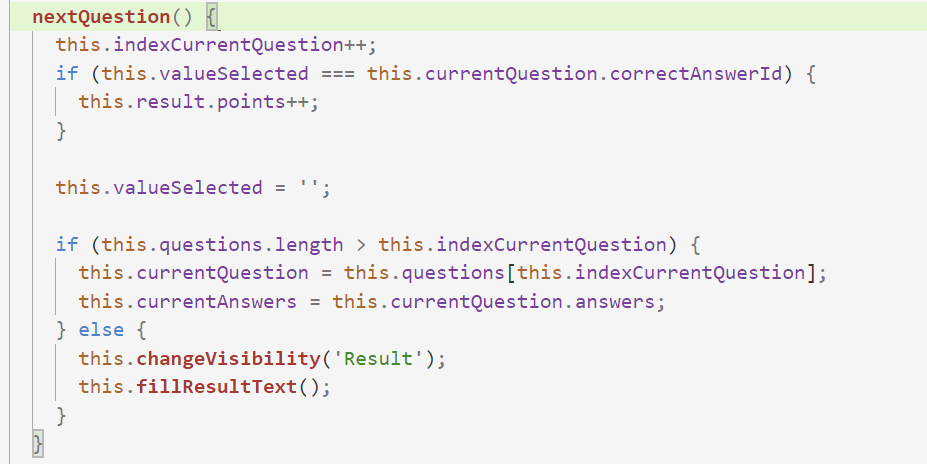 nextQuestion() {
this.indexCurrentQuestion++;
if (this.valueSelected === this.currentQuestion.correctAnswerId) {
this.result.points++;
}
this.valueSelected = '';
if (this.questions.length > this.indexCurrentQuestion) {
this.currentQuestion = this.questions[this.indexCurrentQuestion];
this.currentAnswers = this.currentQuestion.answers;
} else {
this.changeVisibility('Result');
this.fillResultText();
}
}